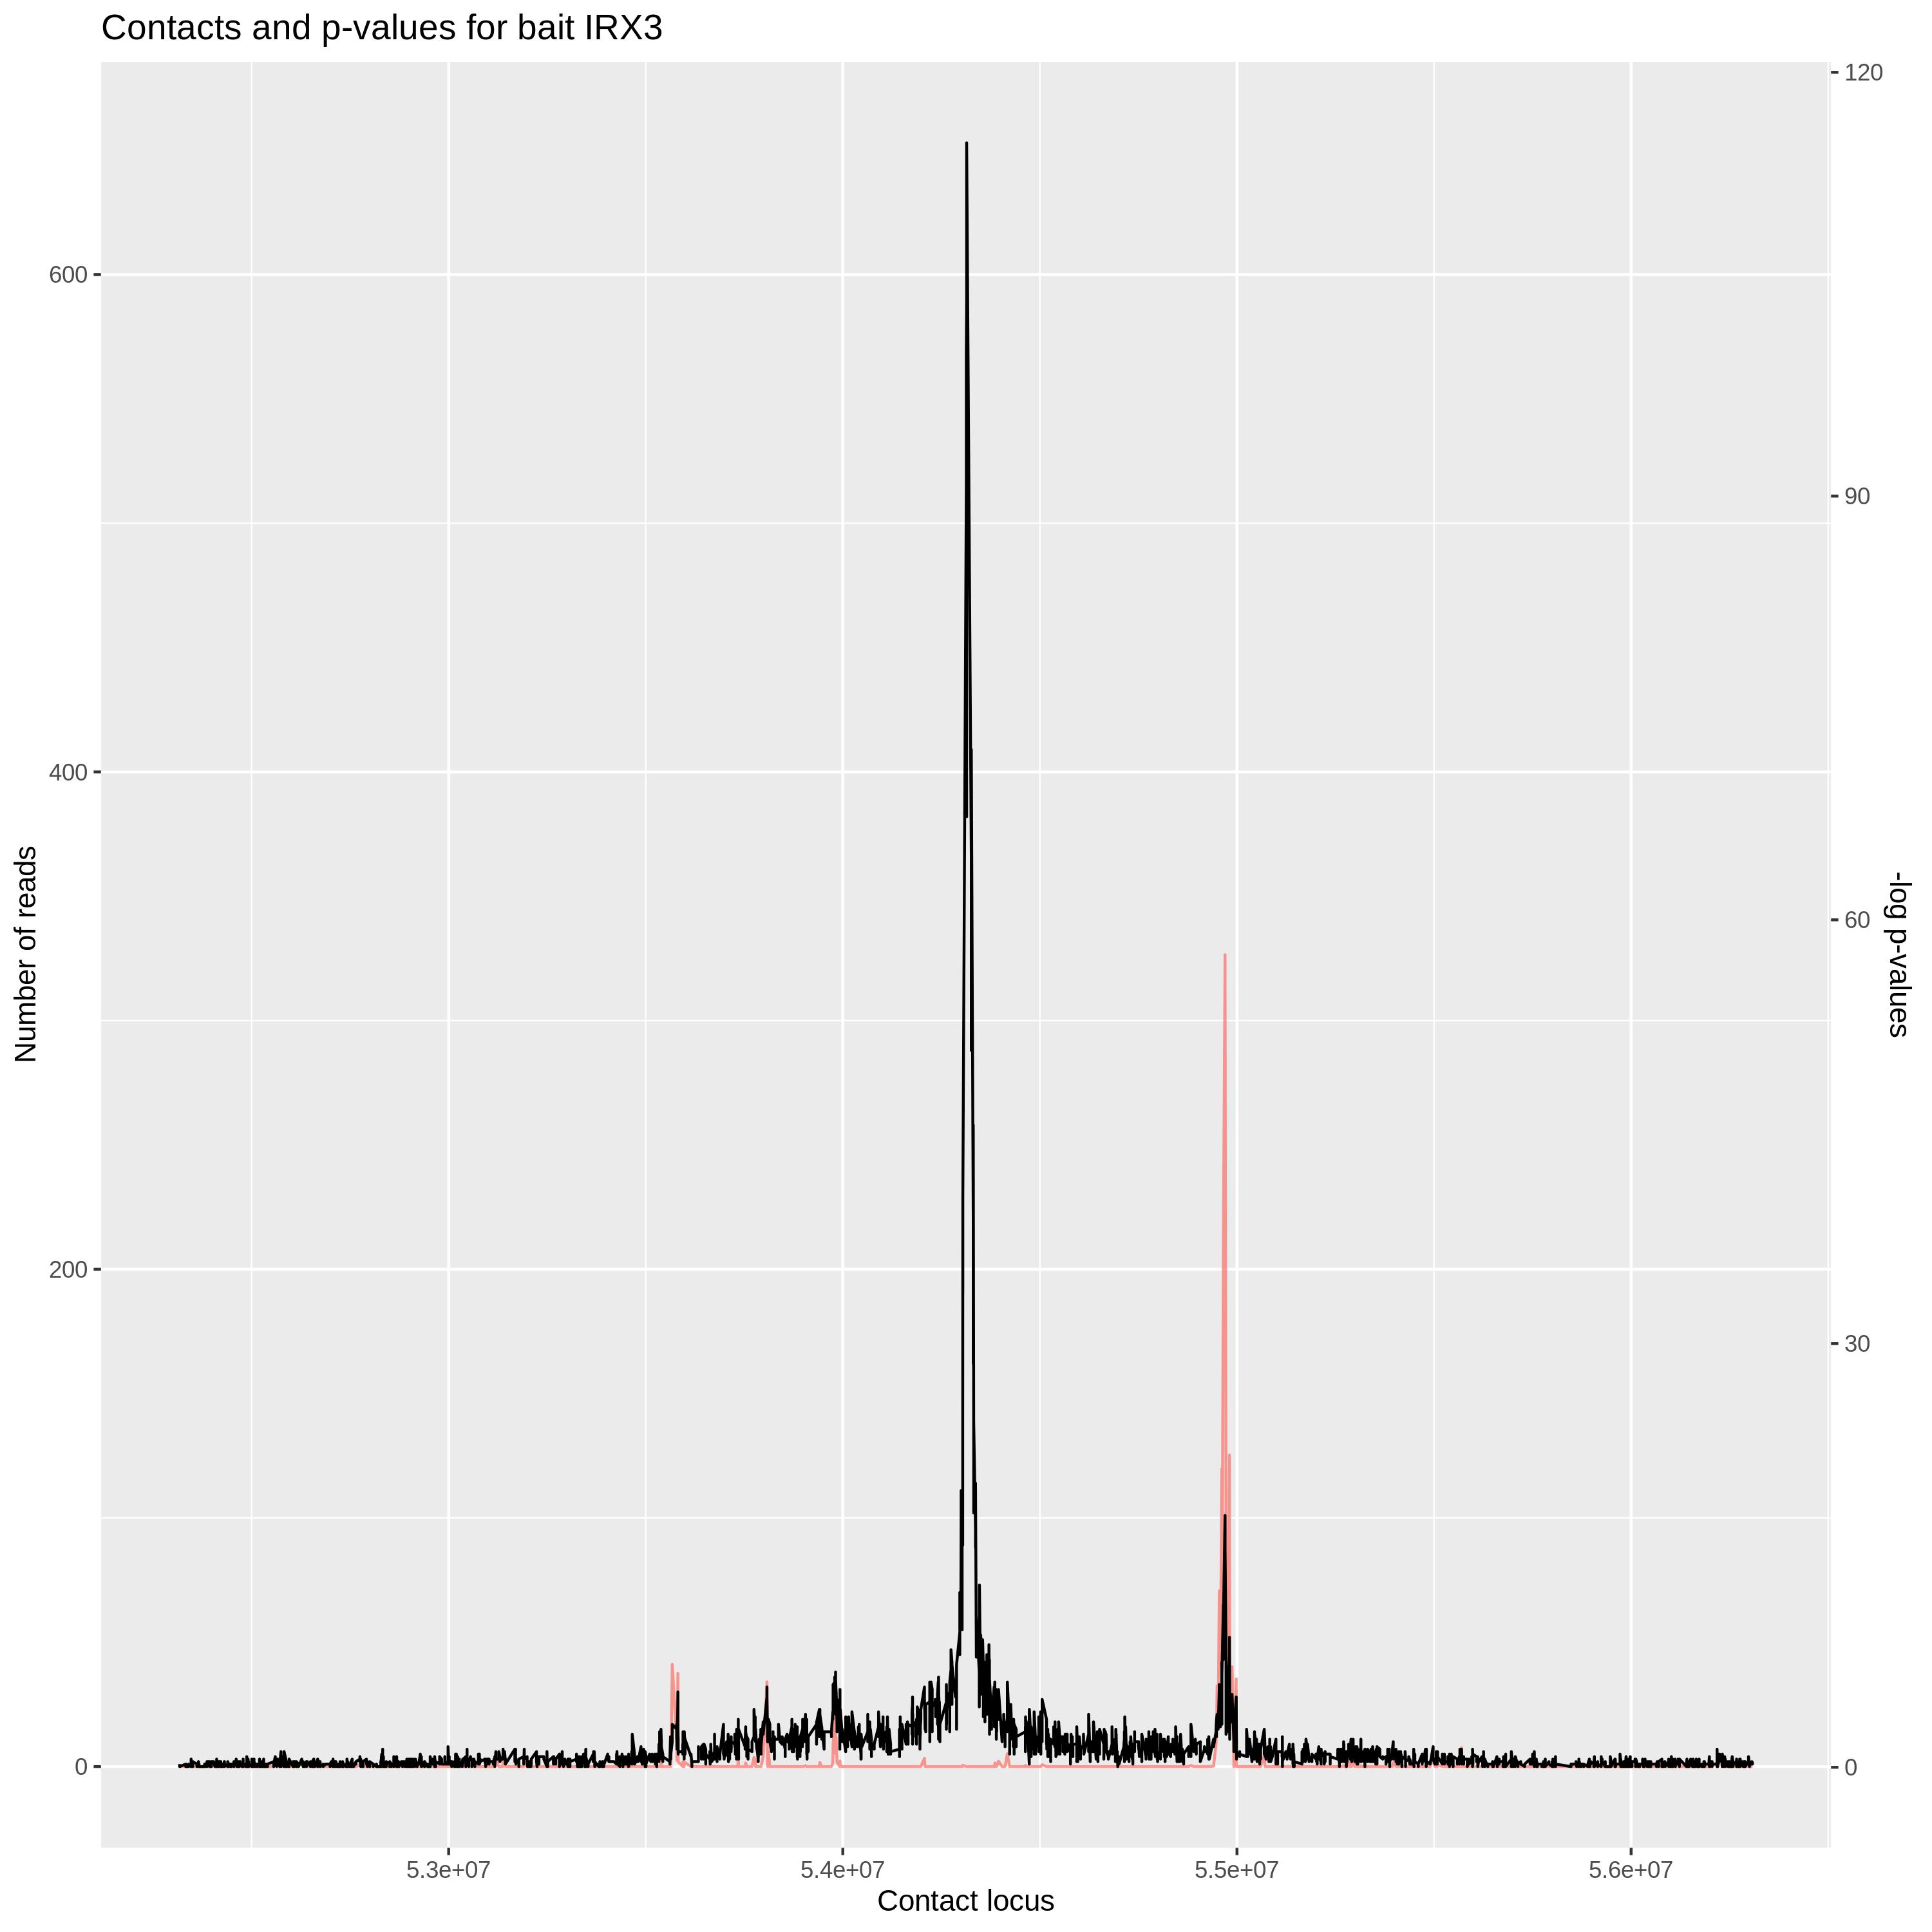 Contacts and p-values for bait IRX3
120
600
90
400
Number of reads
-log p-values
60
200
30
0
0
5.3e+07
5.4e+07
5.5e+07
5.6e+07
Contact locus